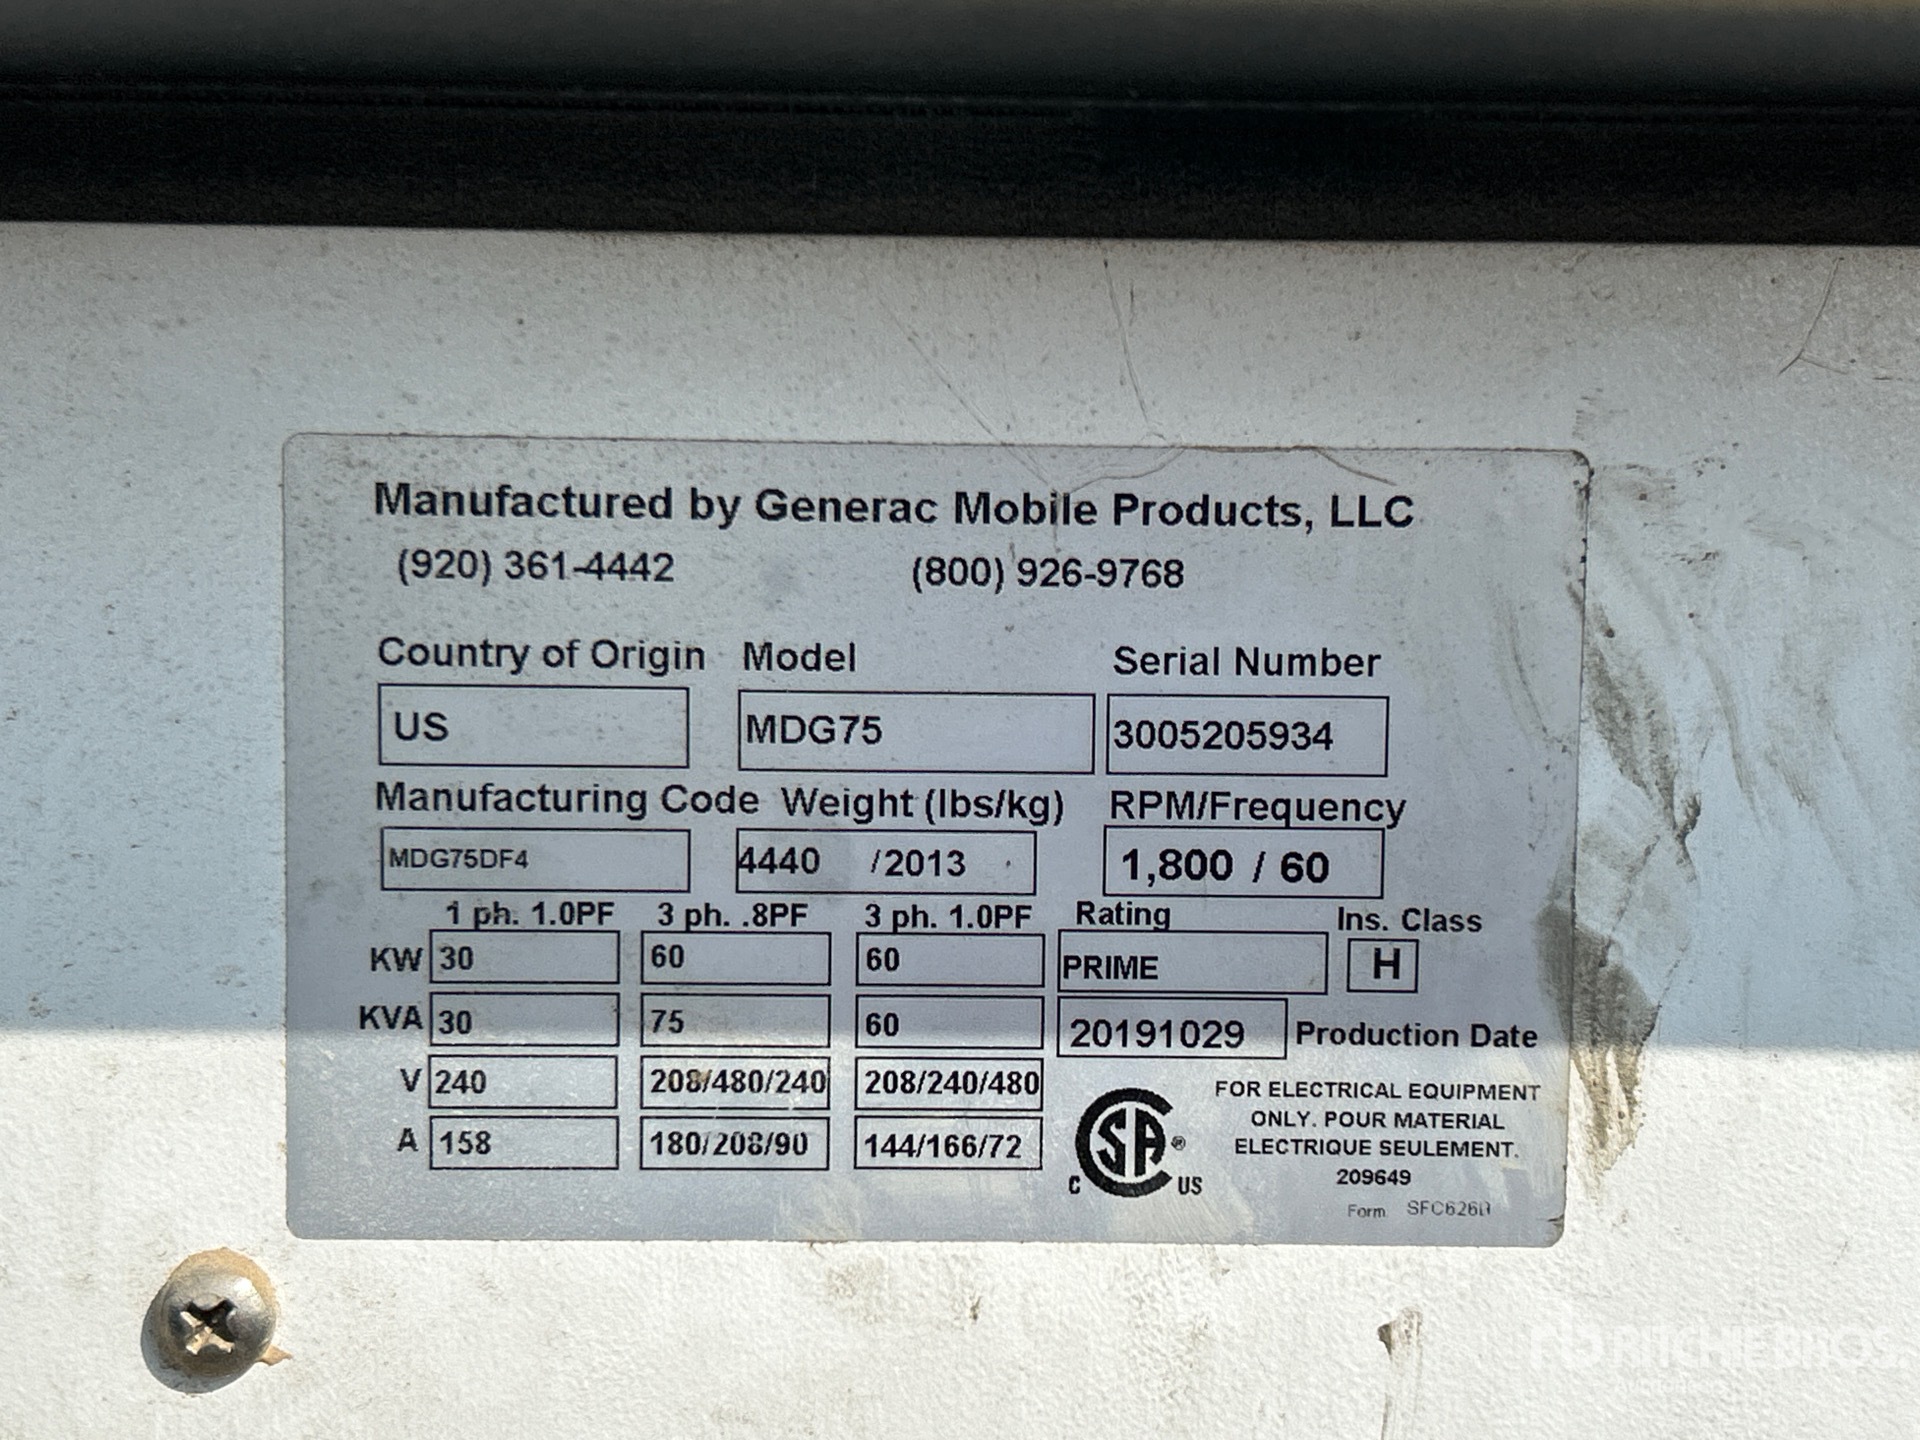 Manufactured by Generac Mobile Products, LLC
(920) 361-4442 (800) 926-9768
Country of Origin Model Serial Number
US MDG75 3005205934
Manufacturing Code Weight (lbs/kg) RPM/Frequency
MDG75DF4 4440 /2013 1,800 / 60
1 ph. 1.0PF 3 ph. .8PF 3 ph. 1.0PF Rating Ins. Class
KW 30 60 60 PRIME H
KVA 30 75 60 20191029 Production Date
V 240 208/480/240 208/240/480
A 158 180/208/90 144/166/72
C SA ® US
FOR ELECTRICAL EQUIPMENT
ONLY. POUR MATERIAL
ELECTRIQUE SEULEMENT.
209649
Form
RITCHIE BROS.